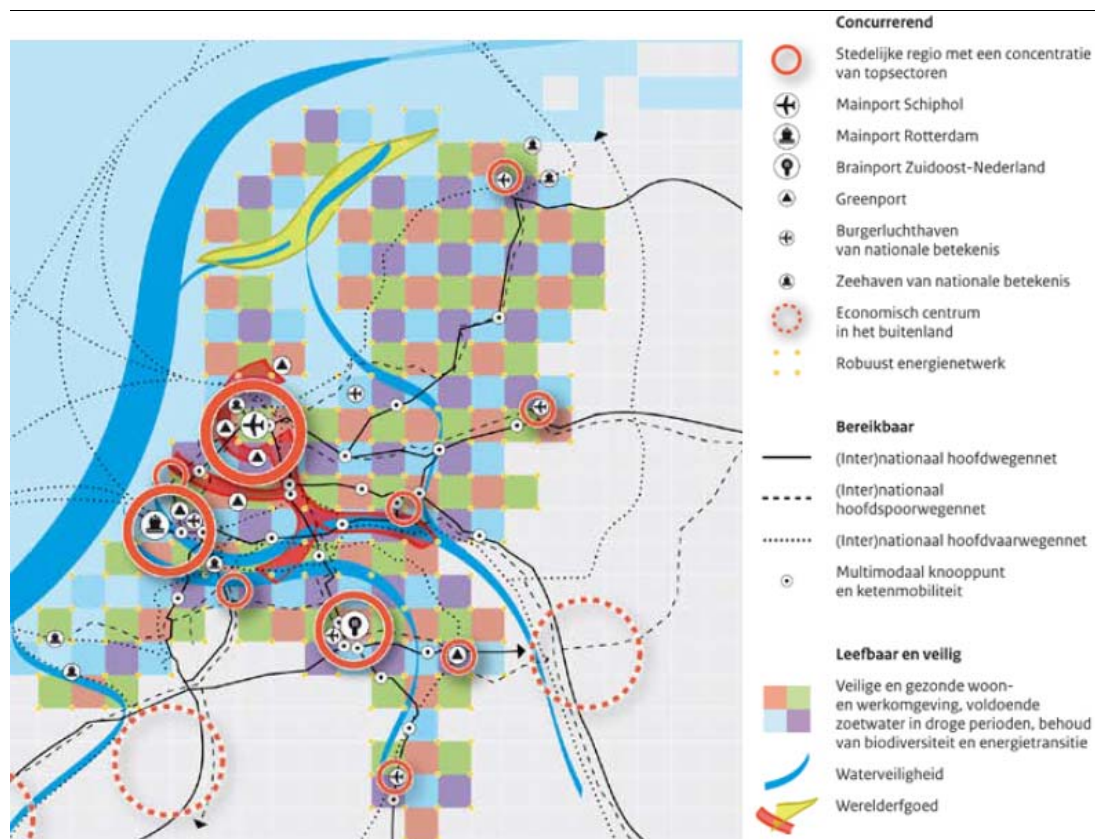 Concurrerend
Stedelijke regio met een concentratie
van topsectoren
Mainport Schiphol
Mainport Rotterdam
Brainport Zuidoost-Nederland
Greenport
Burgerluchthaven
van nationale betekenis
Zeehaven van nationale betekenis
Economisch centrum
in het buitenland
Robuust energienetwerk
Bereikbaar
(Inter)nationaal hoofdwegennet
(Inter)nationaal
hoofdspoorwegennet
(Inter)nationaal hoofdvaarwegennet
Multimodaal knooppunt
en ketenmobiliteit
Leefbaar en veilig
Veilige en gezonde woon-
en werkomgeving, voldoende
zoetwater in droge perioden, behoud
van biodiversiteit en energietransitie
Waterveiligheid
Werelderfgoed